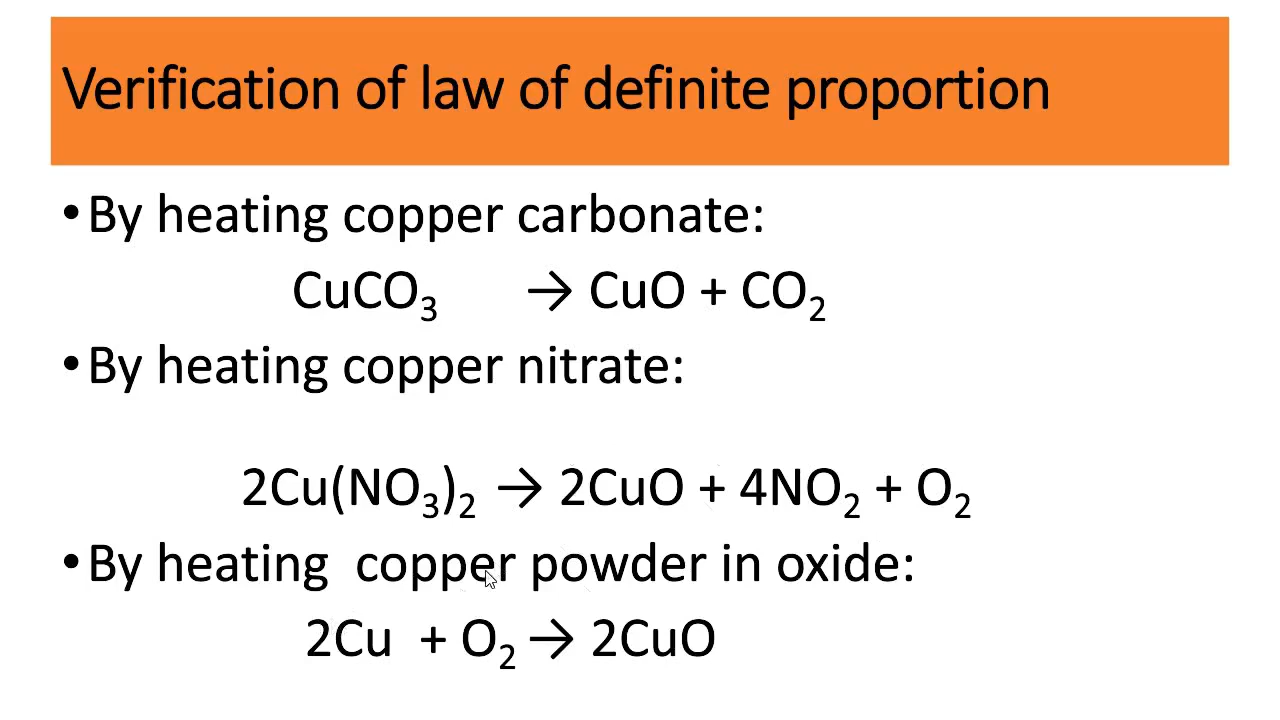 Verification of law of definite proportion
•By heating copper carbonate:
CuCO₃ → CuO + CO₂
•By heating copper nitrate:
2Cu(NO₃)₂ → 2CuO + 4NO₂ + O₂
•By heating copper powder in oxide:
2Cu + O₂ → 2CuO